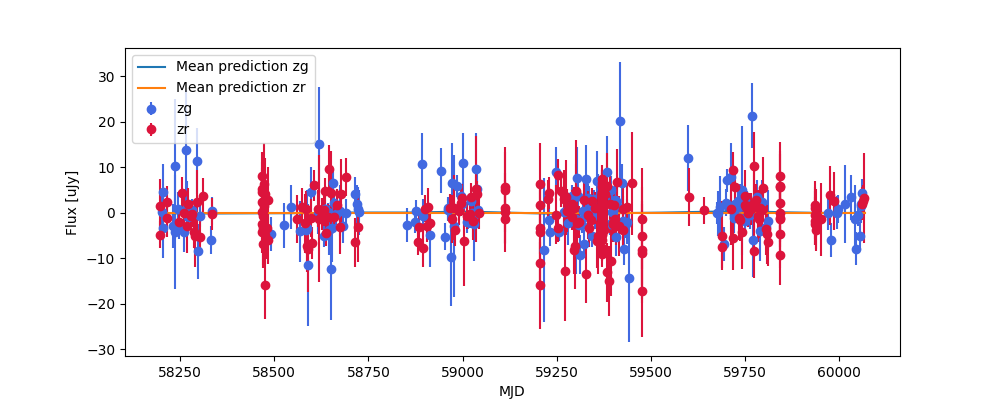 Mean prediction zg
Mean prediction zr
zg
zr
30
20
10
0
−10
−20
−30
Flux [uJy]
58250
58500
58750
59000
59250
59500
59750
60000
MJD